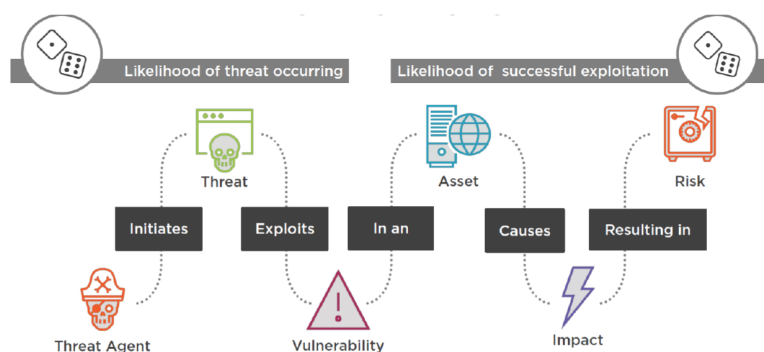 Likelihood of threat occurring
Likelihood of successful exploitation
Threat
Asset
Risk
Initiates
Exploits
In an
Causes
Resulting in
Threat Agent
Vulnerability
Impact